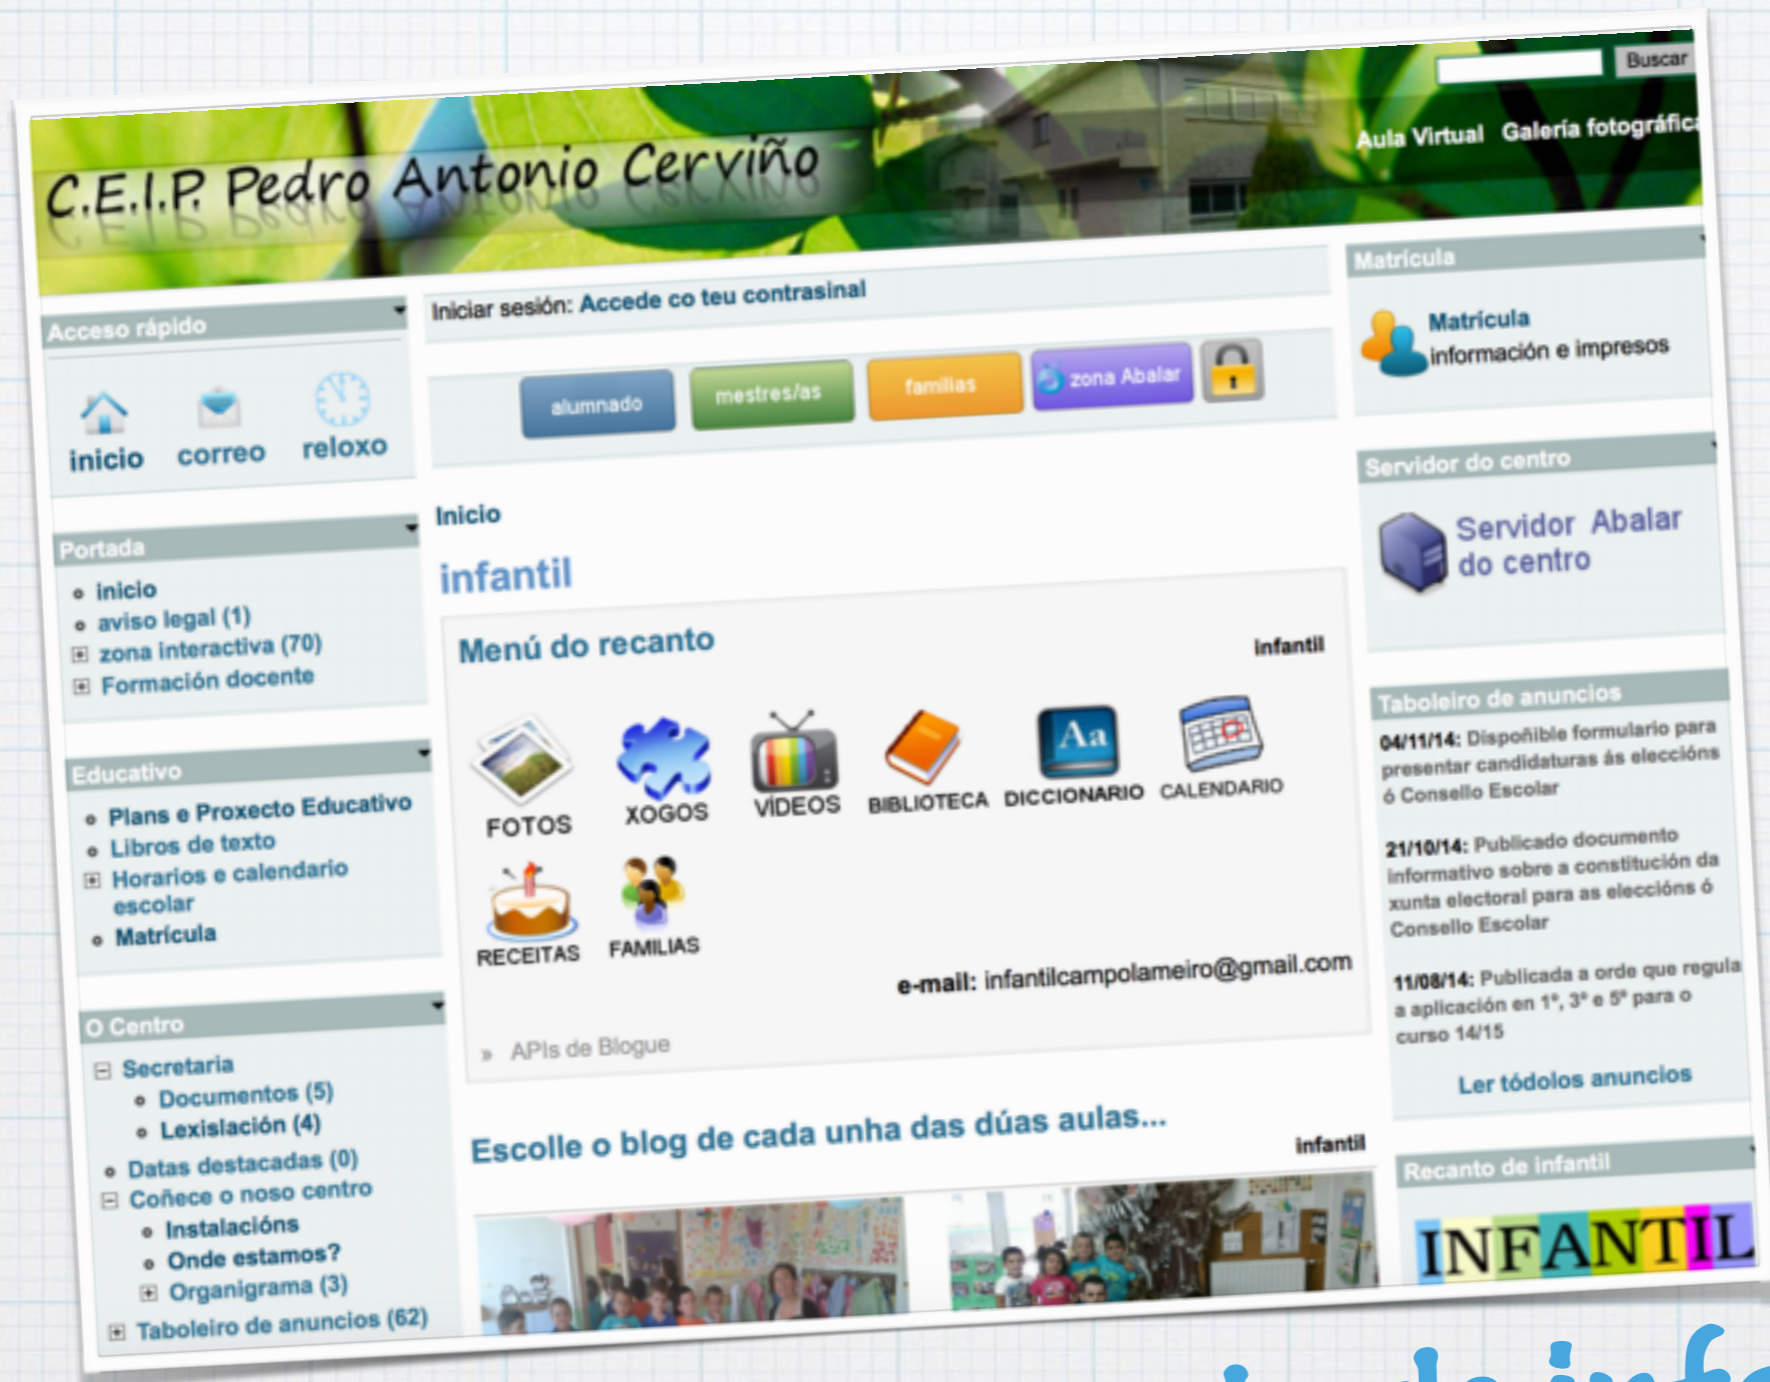 Buscar
Aula Virtual Galería fotográfica
C.E.I.P. Pedro Antonio Cerviño
Acceso rápido
inicio correo reloxo
Portada
inicio
aviso legal (1)
zona interactiva (70)
Formación docente
Educativo
Plans e Proxecto Educativo
Libros de texto
Horarios e calendario
escolar
Matrícula
O Centro
Secretaria
Documentos (5)
Lexislación (4)
Datas destacadas (0)
Coñece o noso centro
Instalacións
Onde estamos?
Organigrama (3)
Taboleiro de anuncios (62)
Iniciar sesión: Accede co teu contrasinal
alumnado mestres/as familias zona Abalar
Inicio
infantil
Menú do recanto
infantil
FOTOS XOGOS VÍDEOS BIBLIOTECA DICCIONARIO CALENDARIO
Aa
RECEITAS FAMILIAS
e-mail: infantilcampolameiro@gmail.com
» APIs de Blogue
Escolle o blog de cada unha das dúas aulas...
infantil
Matrícula
Matrícula
información e impresos
Servidor do centro
Servidor Abalar
do centro
Taboleiro de anuncios
04/11/14: Dispoñible formulario para
presentar candidaturas ás eleccións
ó Consello Escolar
21/10/14: Publicado documento
informativo sobre a constitución da
xunta electoral para as eleccións ó
Consello Escolar
11/08/14: Publicada a orde que regula
a aplicación en 1º, 3º e 5º para o
curso 14/15
Ler tódolos anuncios
Recanto de infantil
INFANTIL